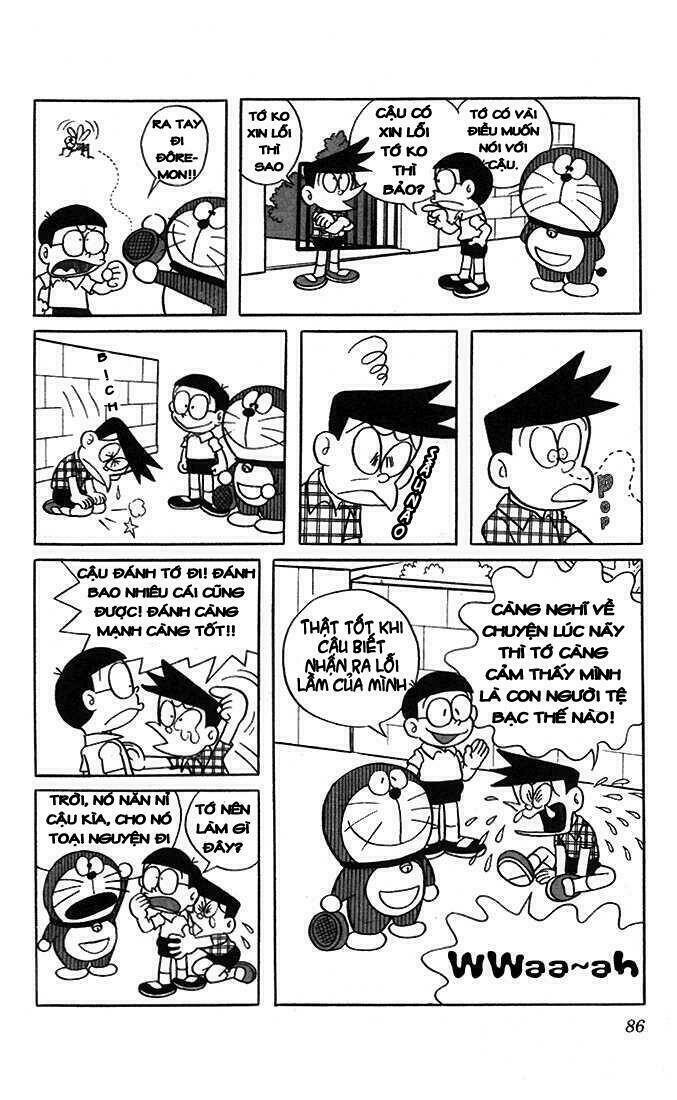 RA TAY
ĐI
ĐÔRE-
MON!!
TỚ KO
XIN LỖI
THÌ
SAO
CẬU CÓ
XIN LỖI
TỚ KO
THÌ
BẢO?
TỚ CÓ VÀI
ĐIỀU MUỐN
NÓI VỚI
CẬU.
BỊCH
Pop
CẬU ĐÁNH TỚ ĐI! ĐÁNH
BAO NHIÊU CÁI CŨNG
ĐƯỢC! ĐÁNH CÀNG
MẠNH CÀNG TỐT!!
THẬT TỐT KHI
CẬU BIẾT
NHẬN RA LỖI
LẦM CỦA MÌNH
CÀNG NGHĨ VỀ
CHUYỆN LÚC NÃY
THÌ TỚ CÀNG
CẢM THẤY MÌNH
LÀ CON NGƯỜI TỆ
BẠC THẾ NÀO!
TRỜI, NÓ NĂN NỈ
CẬU KÌA, CHO NÓ
TOẠI NGUYỆN ĐI
TỚ NÊN
LÀM GÌ
ĐÂY?
WWaa~ah
86